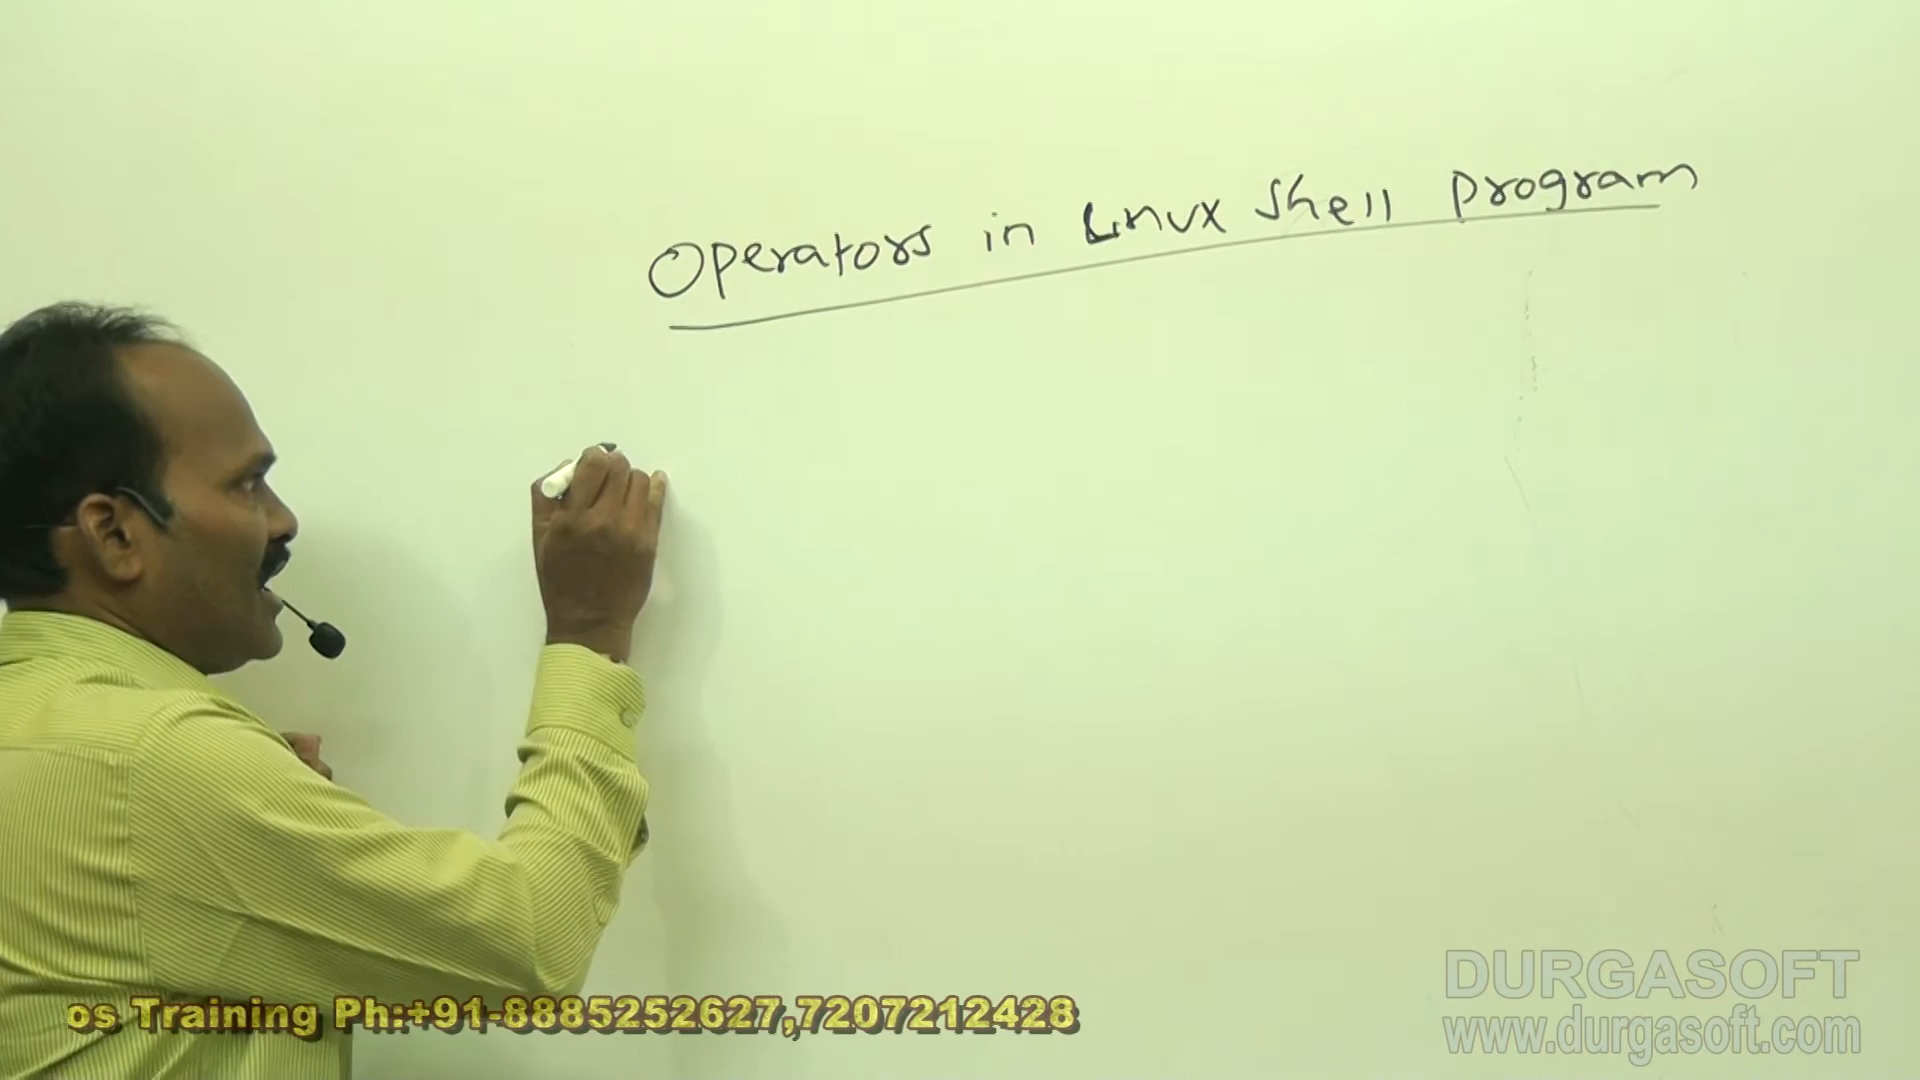 Operators in Linux Shell program
os Training Ph:+91-8885252627,7207212428
DURGASOFT
www.durgasoft.com